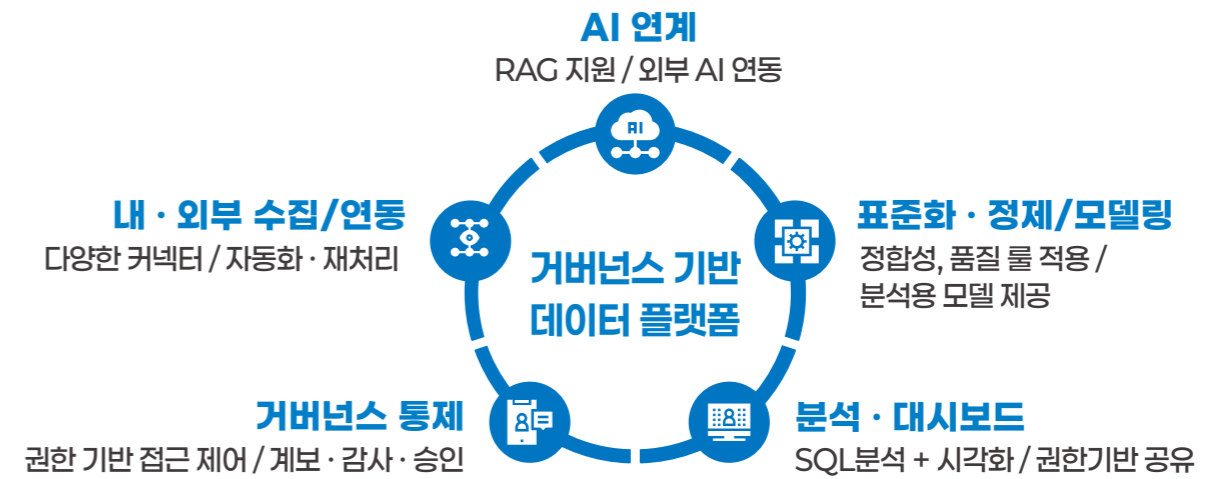 AI 연계
RAG 지원 / 외부 AI 연동
AI
내 · 외부 수집/연동
다양한 커넥터 / 자동화 · 재처리
표준화 · 정제/모델링
정합성, 품질 룰 적용 /
분석용 모델 제공
거버넌스 기반
데이터 플랫폼
거버넌스 통제
권한 기반 접근 제어 / 계보 · 감사 · 승인
분석 · 대시보드
SQL분석 + 시각화 / 권한기반 공유